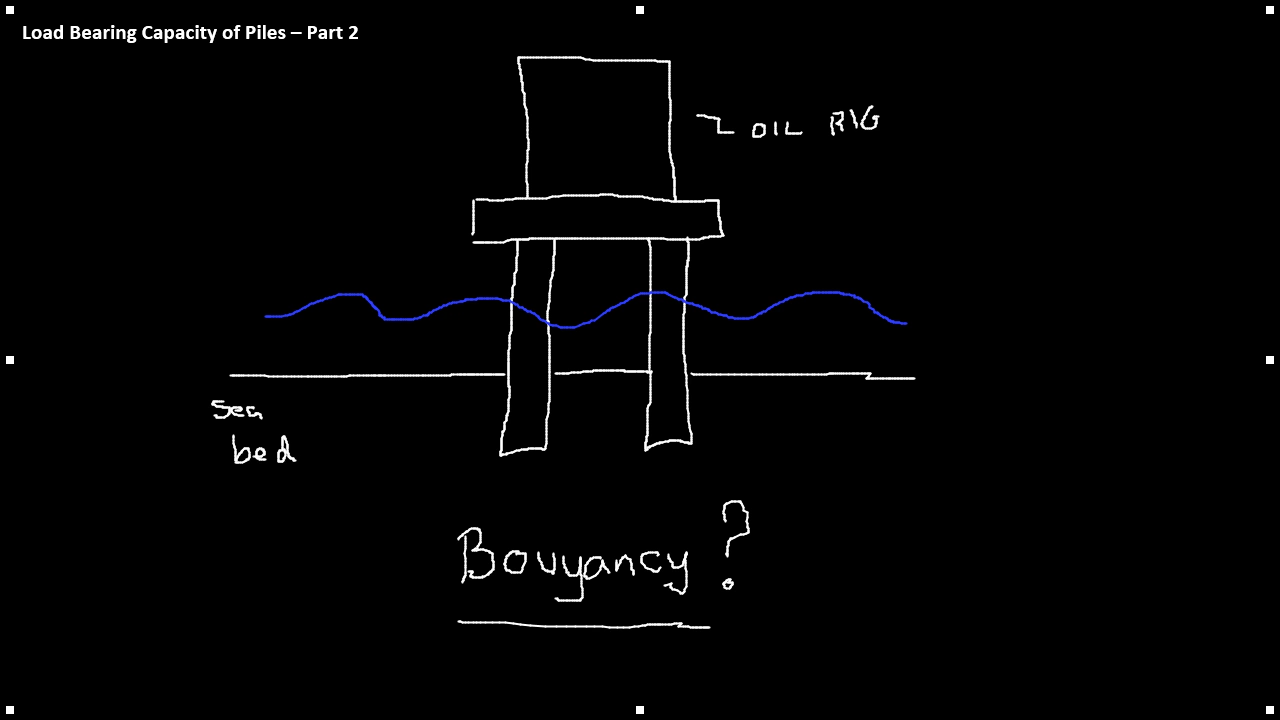 Load Bearing Capacity of Piles – Part 2
OIL RIG
Sea
bed
Bouyancy ?